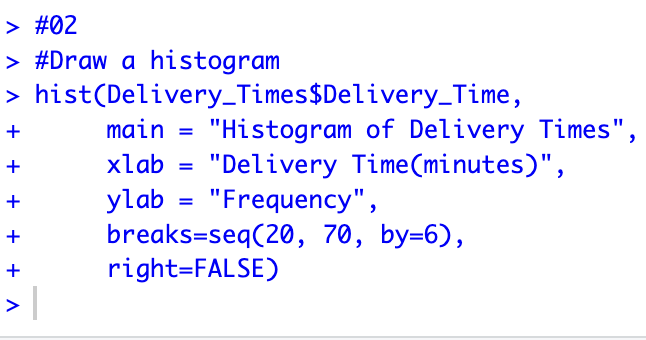 > #02
> #Draw a histogram
> hist(Delivery_Times$Delivery_Time,
+      main = "Histogram of Delivery Times",
+      xlab = "Delivery Time(minutes)",
+      ylab = "Frequency",
+      breaks=seq(20, 70, by=6),
+      right=FALSE)
>